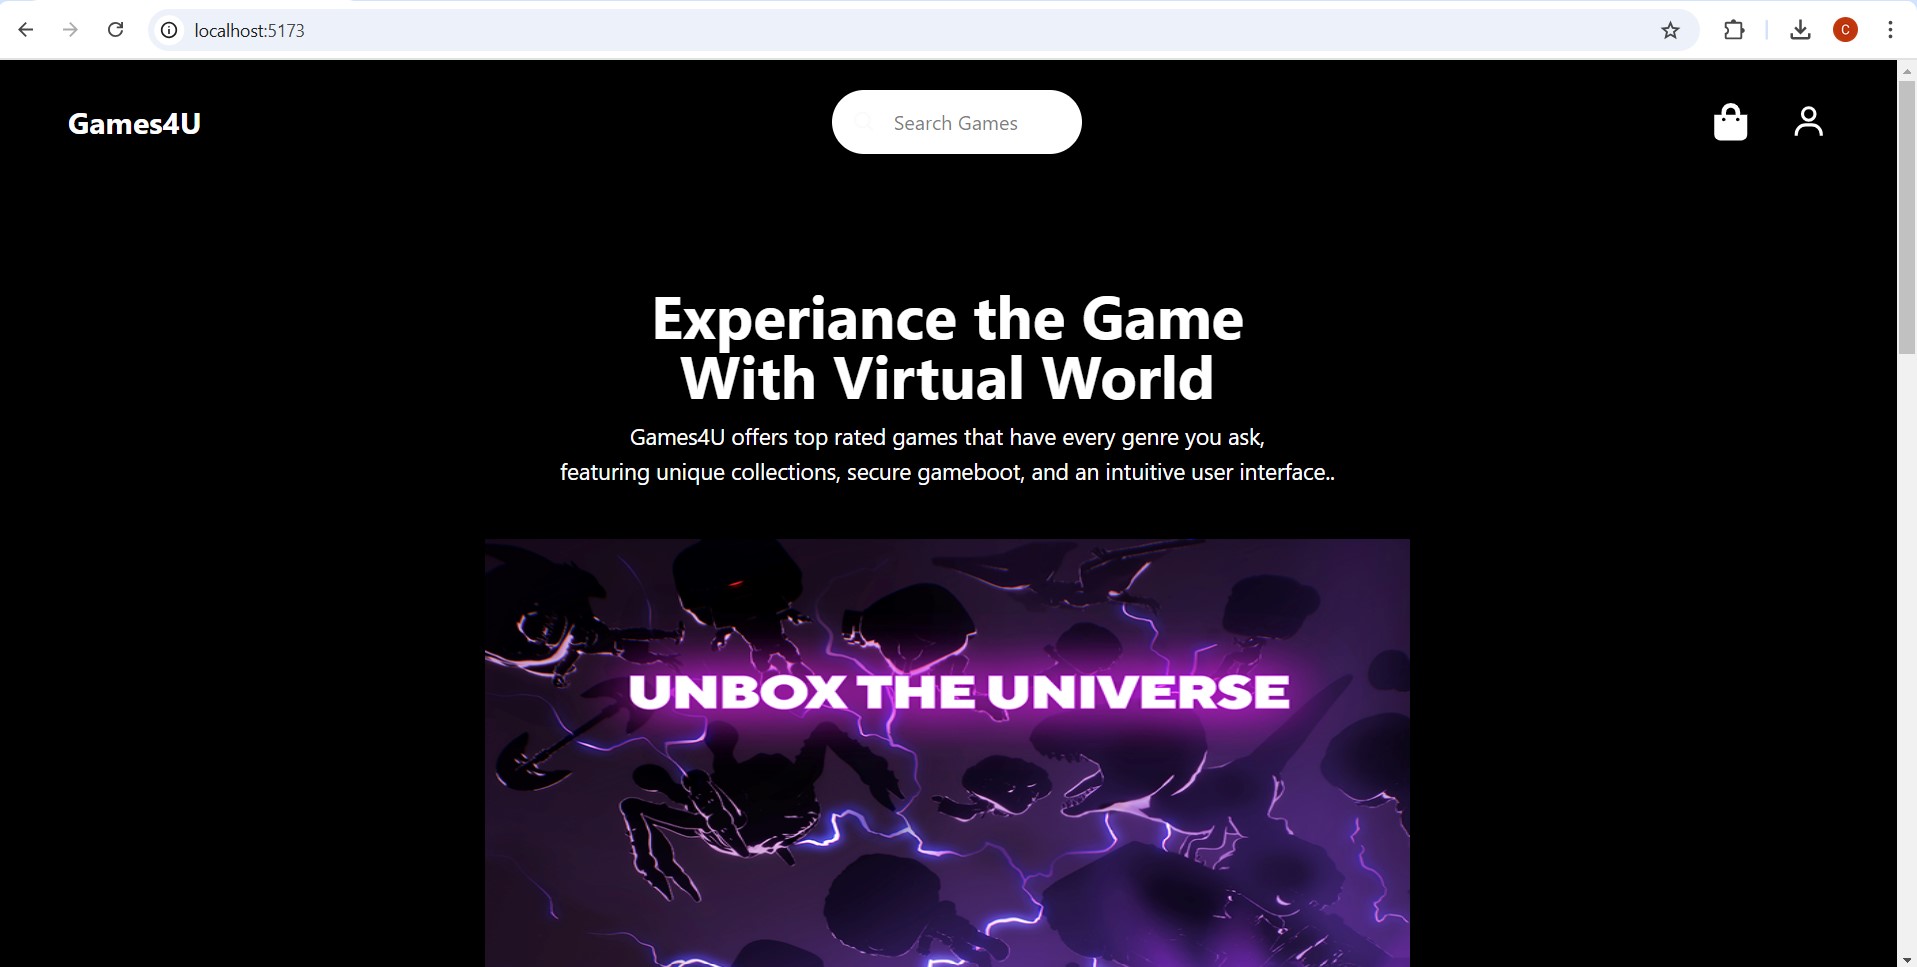 localhost:5173
C
Games4U
Search Games
Experiance the Game
With Virtual World
Games4U offers top rated games that have every genre you ask,
featuring unique collections, secure gameboot, and an intuitive user interface..
UNBOX THE UNIVERSE